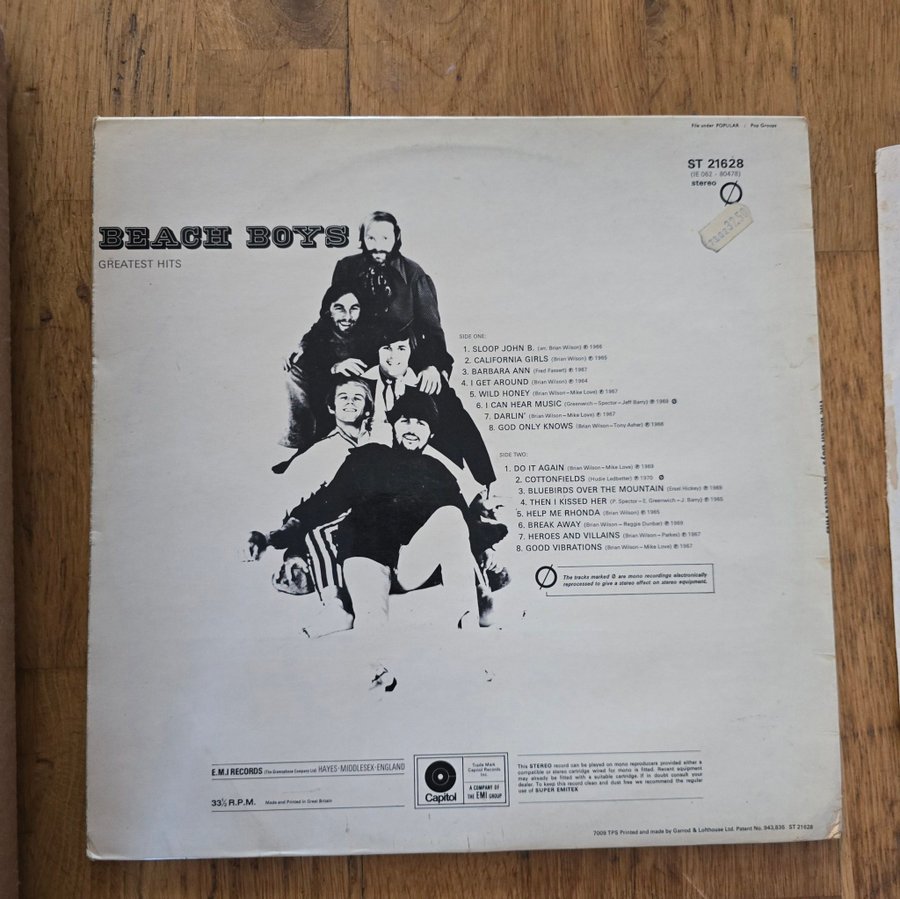 File under POPULAR : Pop Groups
ST 21628
(IE 062 - 80478)
stereo
BEACH BOYS
GREATEST HITS
SIDE ONE:
1. SLOOP JOHN B. (arr. Brian Wilson) ℗ 1966
2. CALIFORNIA GIRLS (Brian Wilson) ℗ 1965
3. BARBARA ANN (Fred Fassert) ℗ 1967
4. I GET AROUND (Brian Wilson) ℗ 1964
5. WILD HONEY (Brian Wilson–Mike Love) ℗ 1967
6. I CAN HEAR MUSIC (Greenwich–Spector–Jeff Barry) ℗ 1969
7. DARLIN' (Brian Wilson–Mike Love) ℗ 1967
8. GOD ONLY KNOWS (Brian Wilson–Tony Asher) ℗ 1966
SIDE TWO:
1. DO IT AGAIN (Brian Wilson–Mike Love) ℗ 1969
2. COTTONFIELDS (Hudie Ledbetter) ℗ 1970
3. BLUEBIRDS OVER THE MOUNTAIN (Ersel Hickey) ℗ 1969
4. THEN I KISSED HER (P. Spector–E. Greenwich–J. Barry) ℗ 1965
5. HELP ME RHONDA (Brian Wilson) ℗ 1965
6. BREAK AWAY (Brian Wilson–Reggie Dunbar) ℗ 1969
7. HEROES AND VILLAINS (Brian Wilson–Parkes) ℗ 1967
8. GOOD VIBRATIONS (Brian Wilson–Mike Love) ℗ 1967
The tracks marked Ø are mono recordings electronically
reprocessed to give a stereo effect on stereo equipment.
E.M.I RECORDS (The Gramophone Company Ltd) HAYES·MIDDLESEX·ENGLAND
33⅓ R.P.M. Made and Printed in Great Britain
Capitol
Trade Mark
Capitol Records
Inc.
A COMPANY OF
THE EMI GROUP
This STEREO record can be played on mono reproducers provided either a
compatible or stereo cartridge wired for mono is fitted. Recent equipment
may already be fitted with a suitable cartridge. If in doubt consult your
dealer. To keep this record clean and dust free we recommend the regular
use of SUPER EMITEX
7009 TPS Printed and made by Garrod & Lofthouse Ltd. Patent No. 943,836 ST 21628